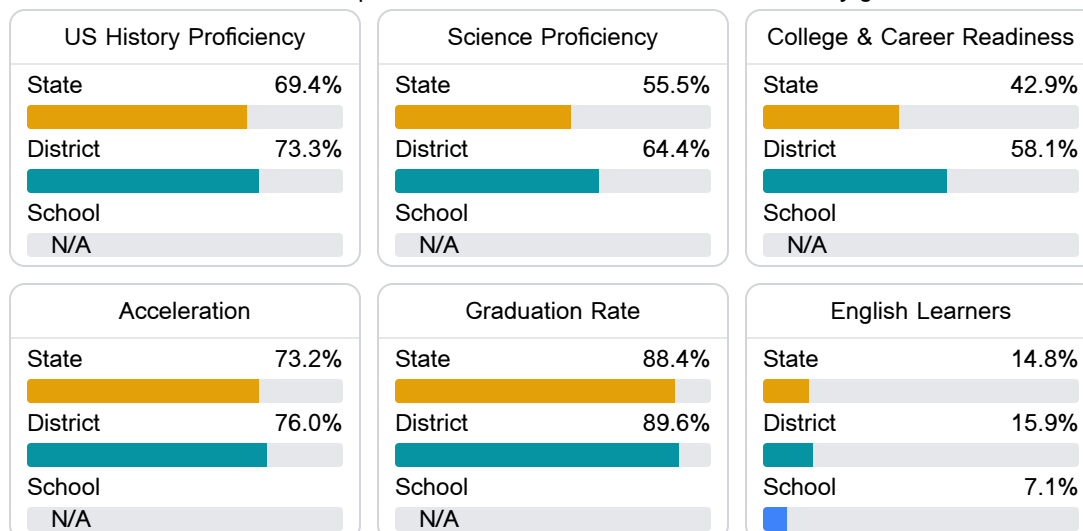 US History Proficiency
State 69.4%
District 73.3%
School
N/A
Science Proficiency
State 55.5%
District 64.4%
School
N/A
College & Career Readiness
State 42.9%
District 58.1%
School
N/A
Acceleration
State 73.2%
District 76.0%
School
N/A
Graduation Rate
State 88.4%
District 89.6%
School
N/A
English Learners
State 14.8%
District 15.9%
School 7.1%